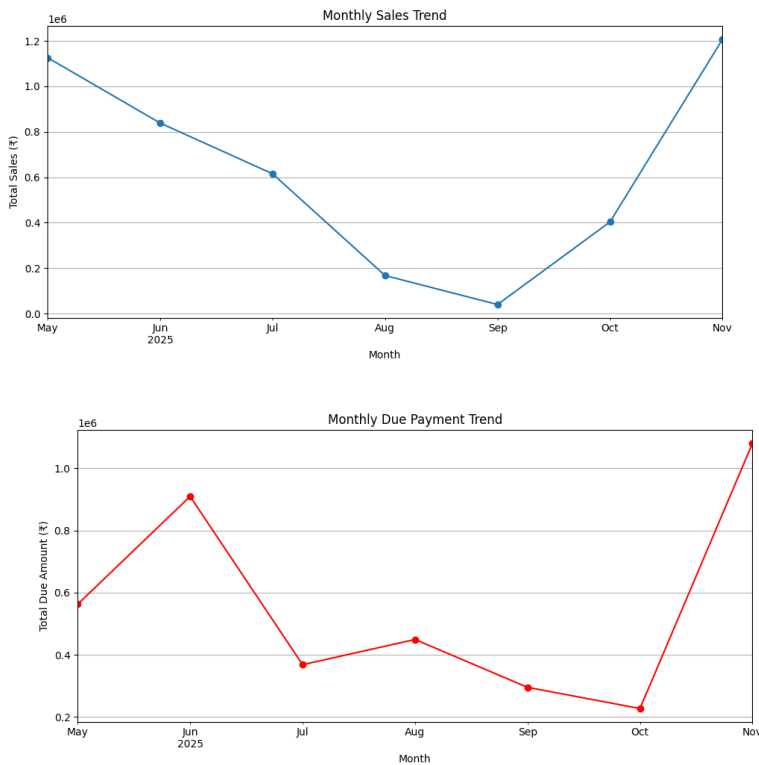 Monthly Sales Trend
1e6
1.2
1.0
0.8
0.6
0.4
0.2
0.0
Total Sales (₹)
May Jun Jul Aug Sep Oct Nov
2025
Month
Monthly Due Payment Trend
1e6
1.0
0.8
0.6
0.4
0.2
Total Due Amount (₹)
May Jun Jul Aug Sep Oct Nov
2025
Month